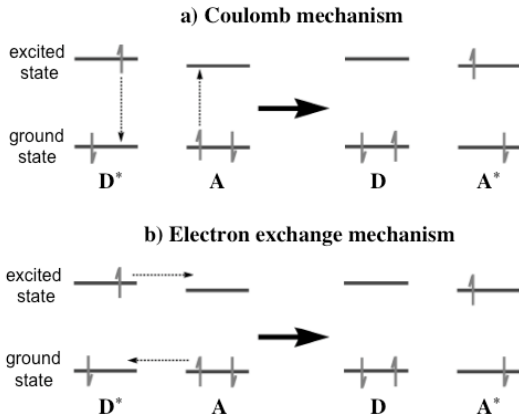 a) Coulomb mechanism
excited
state
ground
state
D* A D A*
b) Electron exchange mechanism
excited
state
ground
state
D* A D A*